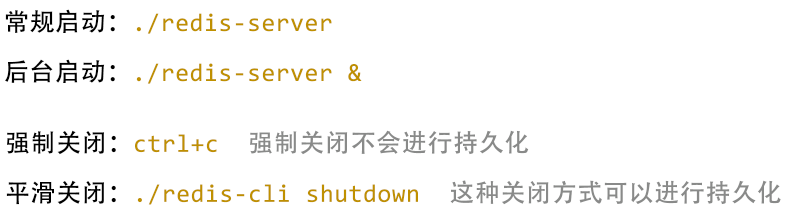 常规启动：./redis-server
后台启动：./redis-server &
强制关闭：ctrl+c 强制关闭不会进行持久化
平滑关闭：./redis-cli shutdown 这种关闭方式可以进行持久化